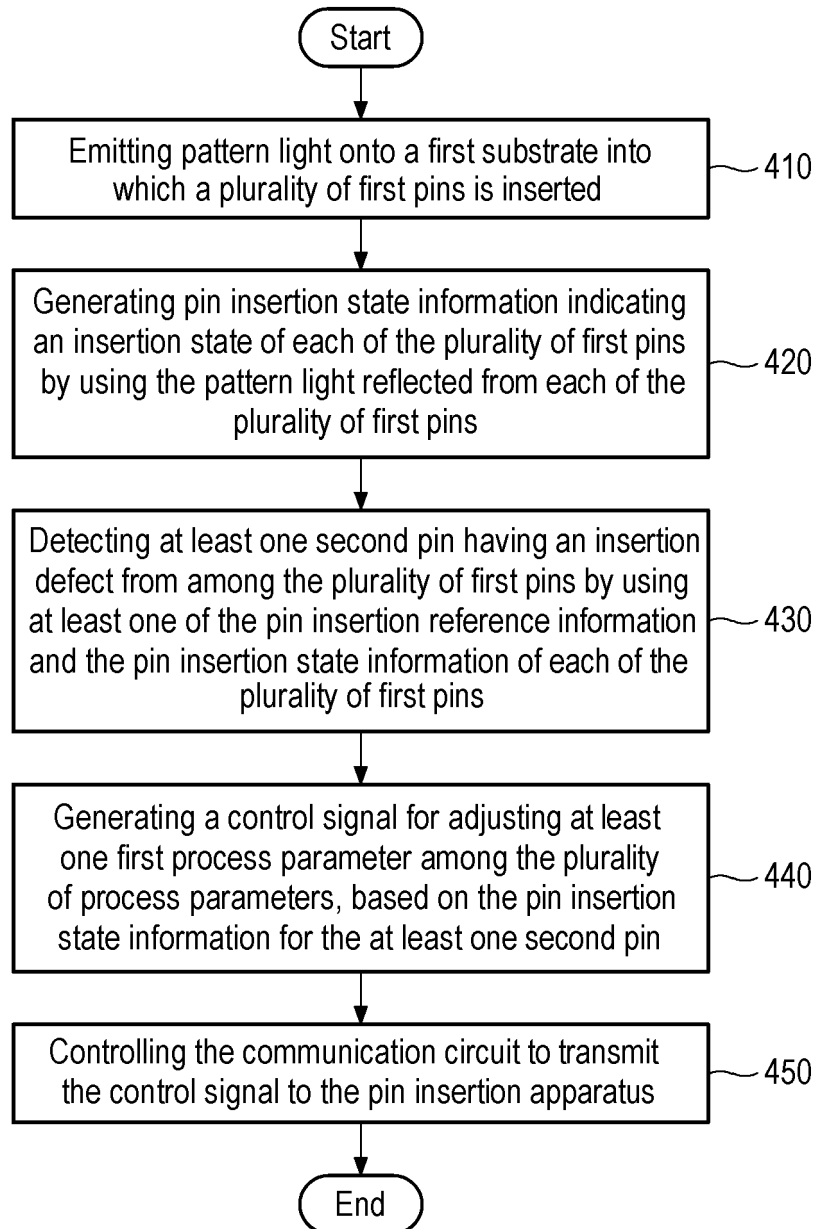 Start
Emitting pattern light onto a first substrate into
which a plurality of first pins is inserted
410
Generating pin insertion state information indicating
an insertion state of each of the plurality of first pins
by using the pattern light reflected from each of the
plurality of first pins
420
Detecting at least one second pin having an insertion
defect from among the plurality of first pins by using
at least one of the pin insertion reference information
and the pin insertion state information of each of the
plurality of first pins
430
Generating a control signal for adjusting at least
one first process parameter among the plurality
of process parameters, based on the pin insertion
state information for the at least one second pin
440
Controlling the communication circuit to transmit
the control signal to the pin insertion apparatus
450
End